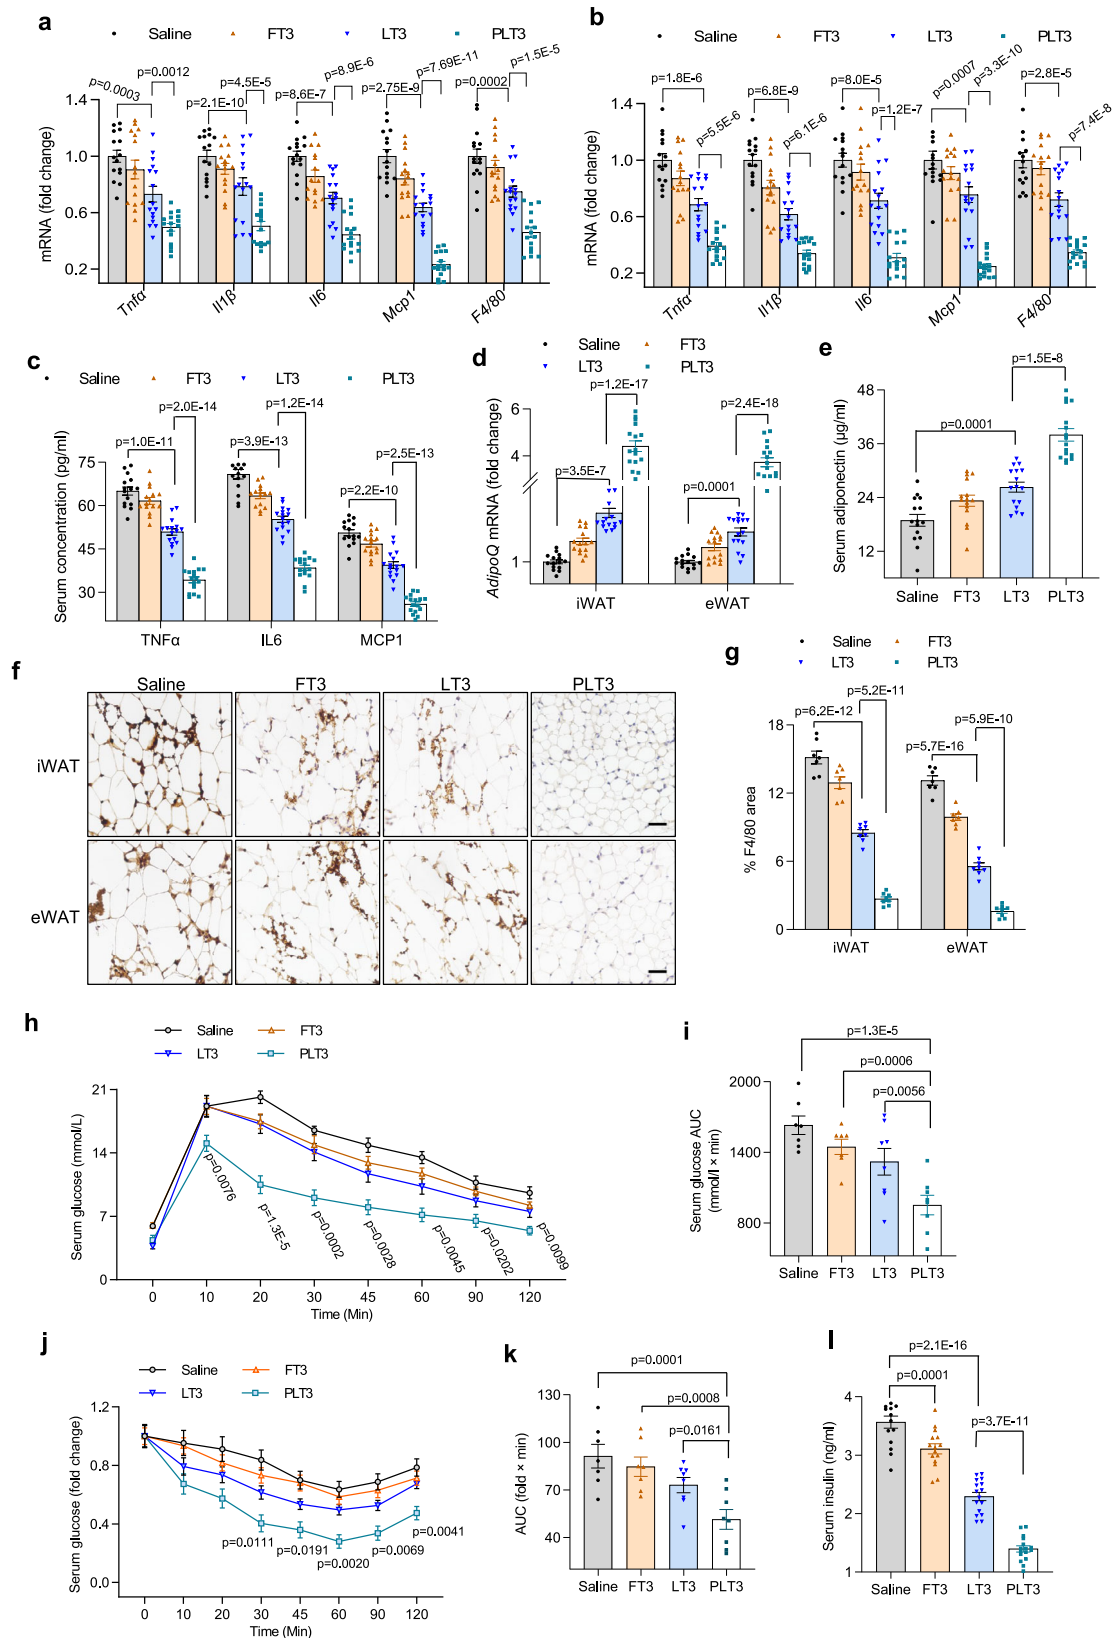 a
Saline FT3 LT3 PLT3
p=0.0003 p=0.0012 p=2.1E-10 p=4.5E-5 p=8.6E-7 p=8.9E-6 p=2.75E-9 p=7.69E-11 p=0.0002 p=1.5E-5
mRNA (fold change)
1.4
1.0
0.6
0.2
Tnfα Il1β Il6 Mcp1 F4/80
b
Saline FT3 LT3 PLT3
p=1.8E-6 p=5.5E-6 p=6.8E-9 p=6.1E-6 p=8.0E-5 p=1.2E-7 p=0.0007 p=3.3E-10 p=2.8E-5 p=7.4E-8
mRNA (fold change)
1.4
1.0
0.6
0.2
Tnfα Il1β Il6 Mcp1 F4/80
c
Saline FT3 LT3 PLT3
p=1.0E-11 p=2.0E-14 p=3.9E-13 p=1.2E-14 p=2.2E-10 p=2.5E-13
Serum concentration (pg/ml)
75
60
45
30
TNFα IL6 MCP1
d
Saline FT3
LT3 PLT3
p=3.5E-7 p=1.2E-17 p=0.0001 p=2.4E-18
AdipoQ mRNA (fold change)
6
4
1
iWAT eWAT
e
p=1.5E-8
p=0.0001
Serum adiponectin (μg/ml)
48
36
24
12
Saline FT3 LT3 PLT3
f
Saline FT3 LT3 PLT3
iWAT
eWAT
g
Saline FT3
LT3 PLT3
p=6.2E-12 p=5.2E-11 p=5.7E-16 p=5.9E-10
% F4/80 area
18
12
6
0
iWAT eWAT
h
Saline FT3
LT3 PLT3
Serum glucose (mmol/L)
21
14
7
0
p=0.0076 p=1.3E-5 p=0.0002 p=0.0028 p=0.0045 p=0.0202 p=0.0099
0 10 20 30 45 60 90 120
Time (Min)
i
p=1.3E-5
p=0.0006
p=0.0056
Serum glucose AUC
(mmol/l × min)
2000
1400
800
Saline FT3 LT3 PLT3
j
Saline FT3
LT3 PLT3
Serum glucose (fold change)
1.2
0.8
0.4
0.0
p=0.0111 p=0.0191 p=0.0020 p=0.0069 p=0.0041
0 10 20 30 45 60 90 120
Time (Min)
k
p=0.0001
p=0.0008
p=0.0161
AUC (fold × min)
130
100
70
40
Saline FT3 LT3 PLT3
l
p=2.1E-16
p=0.0001
p=3.7E-11
Serum insulin (ng/ml)
4
3
2
1
Saline FT3 LT3 PLT3